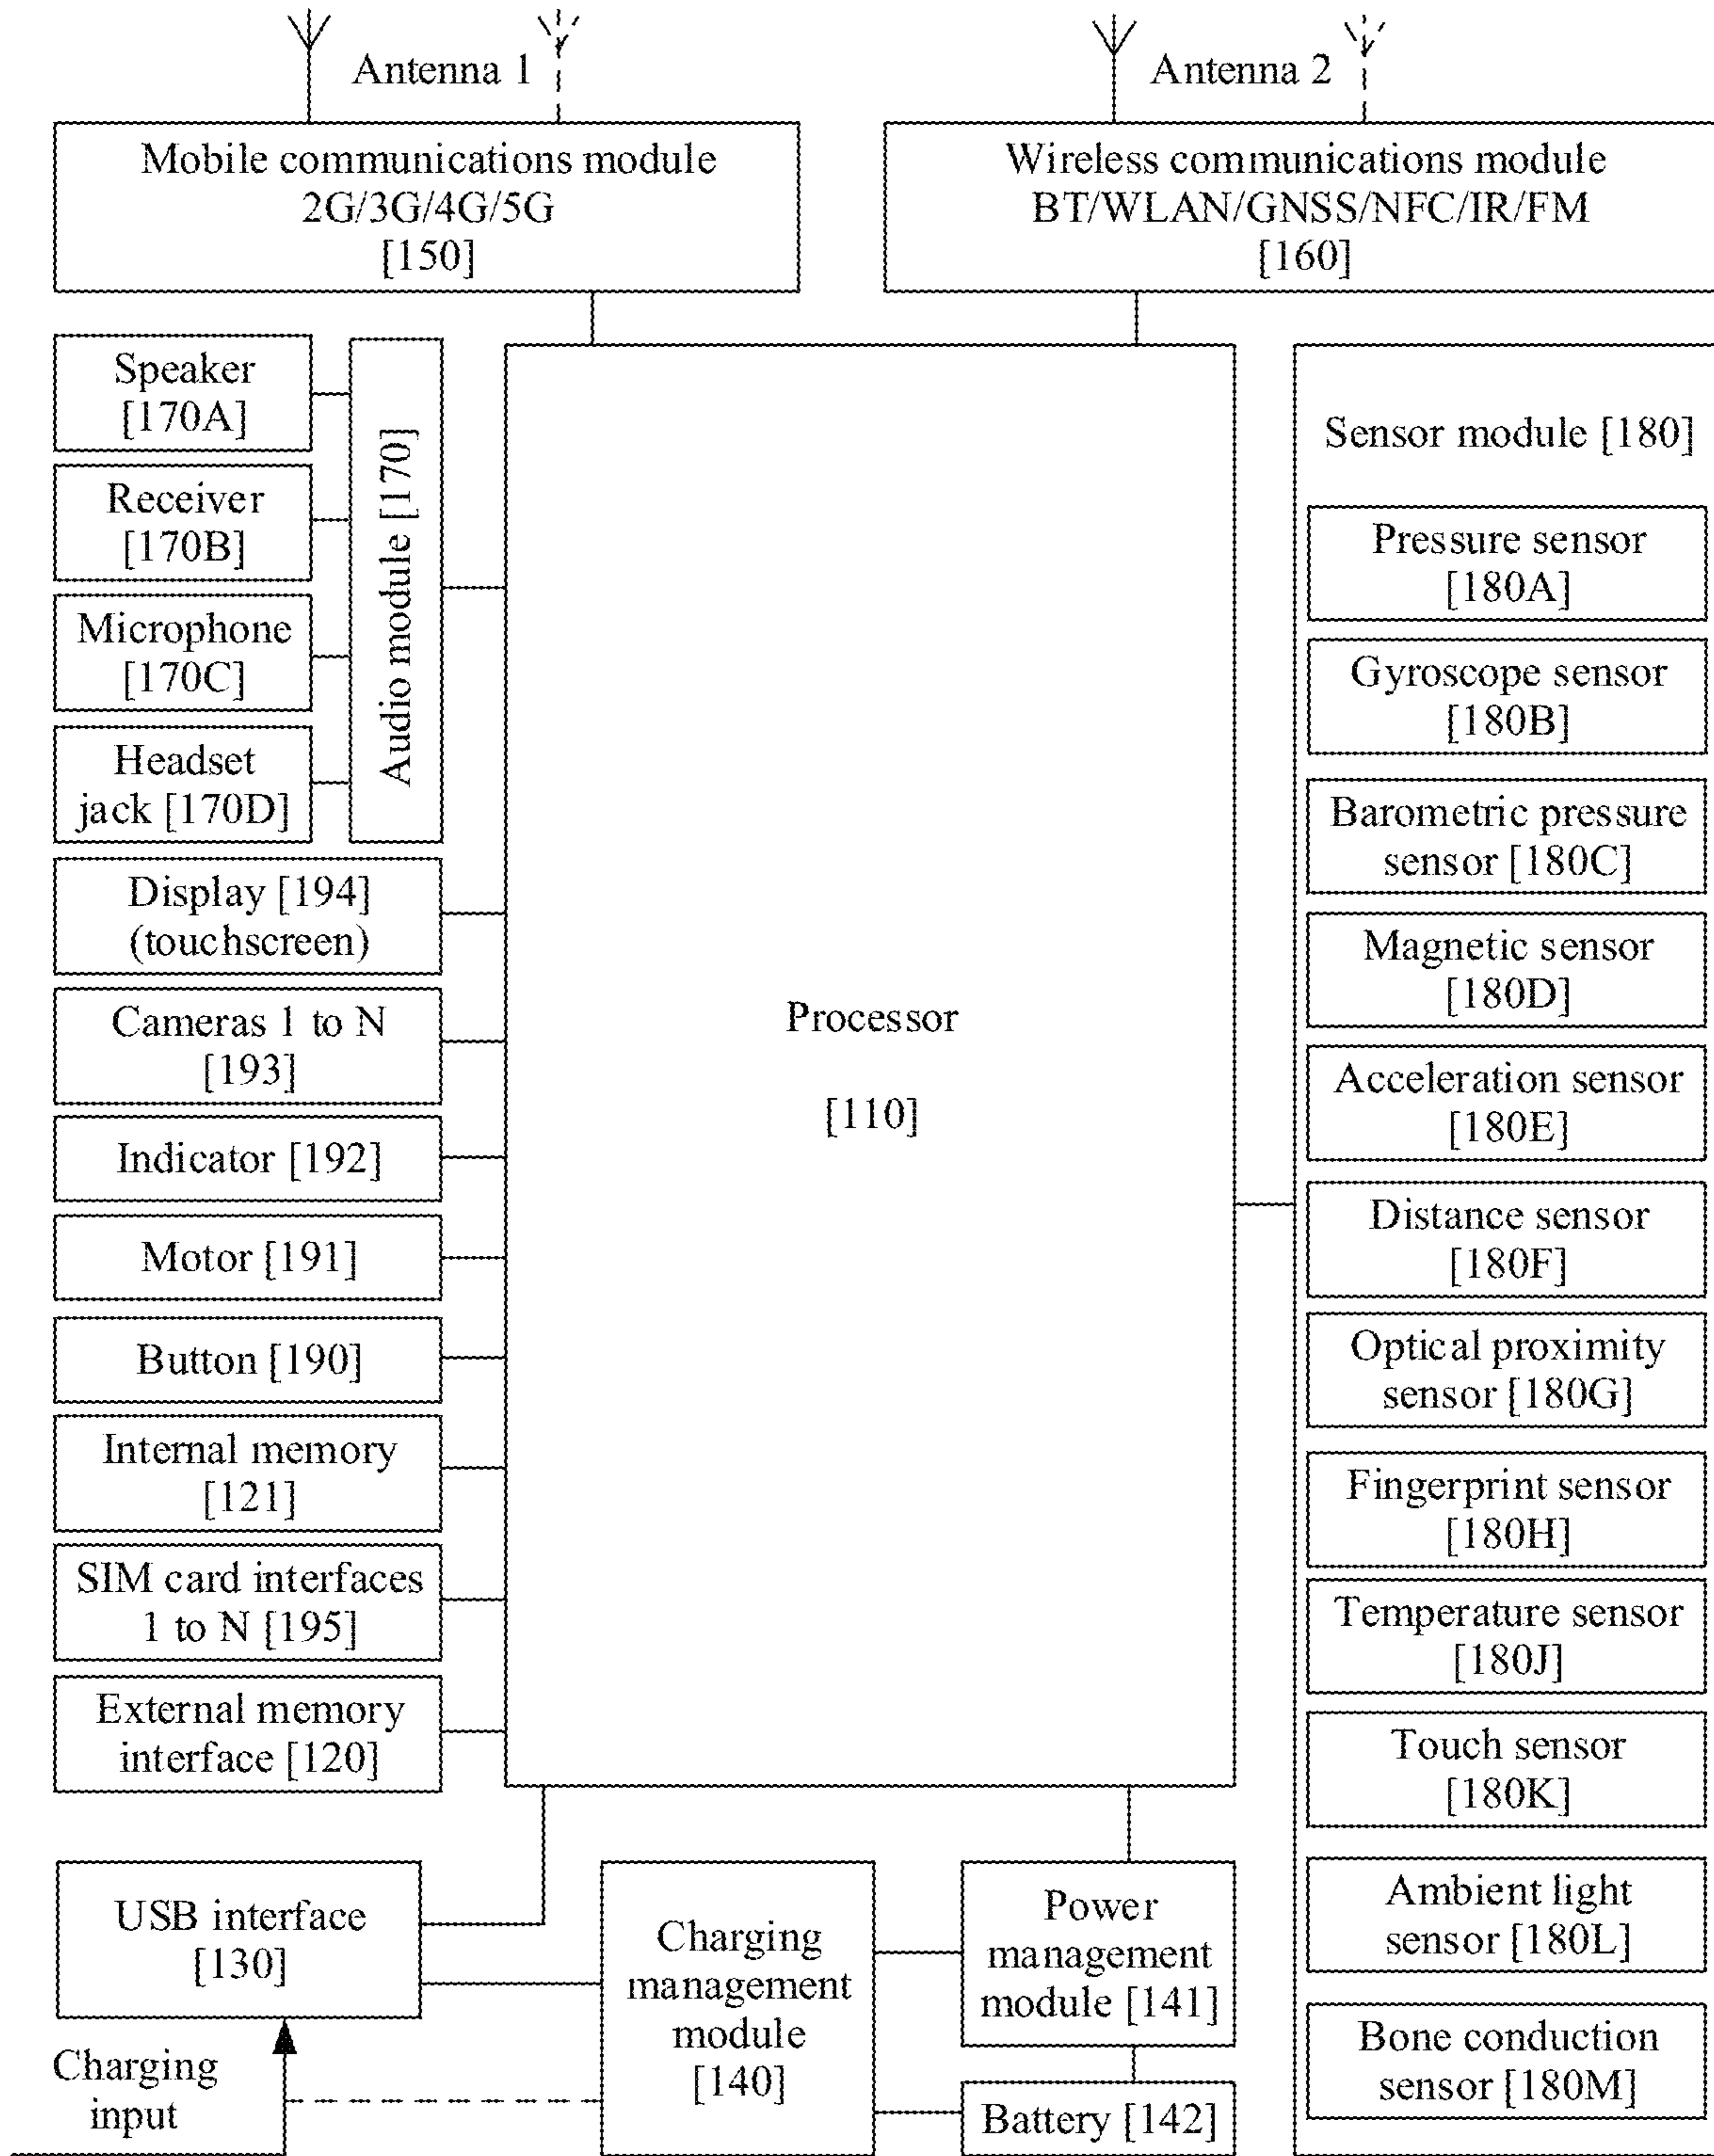 Antenna 1
Antenna 2
Mobile communications module
2G/3G/4G/5G
[150]
Wireless communications module
BT/WLAN/GNSS/NFC/IR/FM
[160]
Speaker
[170A]
Receiver
[170B]
Microphone
[170C]
Headset
jack [170D]
Audio module [170]
Display [194]
(touchscreen)
Cameras 1 to N
[193]
Indicator [192]
Motor [191]
Button [190]
Internal memory
[121]
SIM card interfaces
1 to N [195]
External memory
interface [120]
Processor
[110]
Sensor module [180]
Pressure sensor
[180A]
Gyroscope sensor
[180B]
Barometric pressure
sensor [180C]
Magnetic sensor
[180D]
Acceleration sensor
[180E]
Distance sensor
[180F]
Optical proximity
sensor [180G]
Fingerprint sensor
[180H]
Temperature sensor
[180J]
Touch sensor
[180K]
Ambient light
sensor [180L]
Bone conduction
sensor [180M]
USB interface
[130]
Charging
input
Charging
management
module
[140]
Power
management
module [141]
Battery [142]